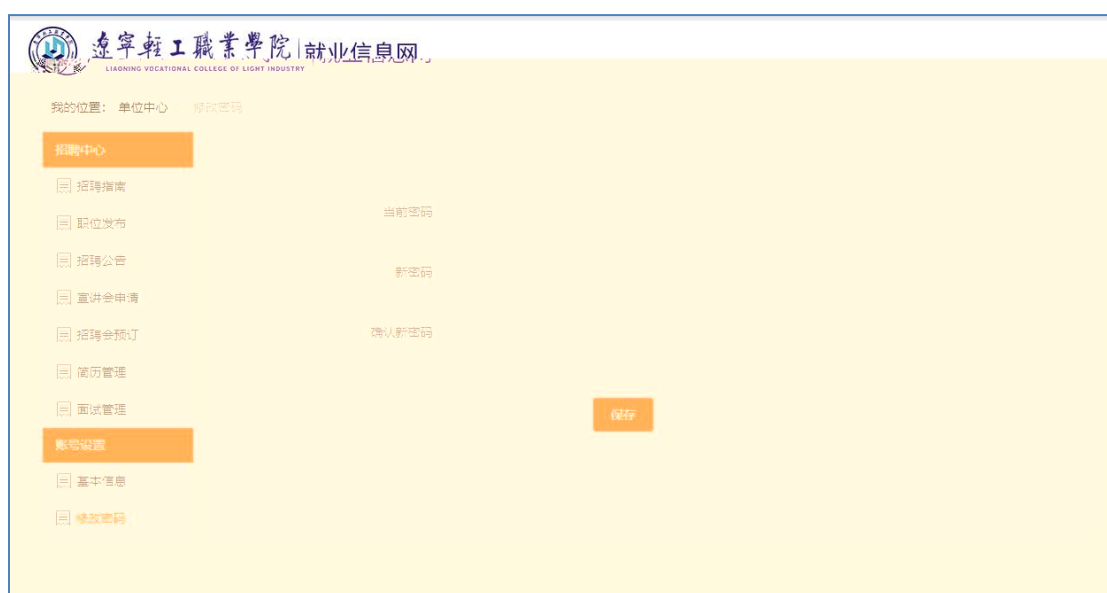 遼寧輕工職業學院 就业信息网
LIAONING VOCATIONAL COLLEGE OF LIGHT INDUSTRY
我的位置： 单位中心 修改密码
招聘中心
招聘指南
职位发布
招聘公告
宣讲会申请
招聘会预订
简历管理
面试管理
账号设置
基本信息
修改密码
当前密码
新密码
确认新密码
保存